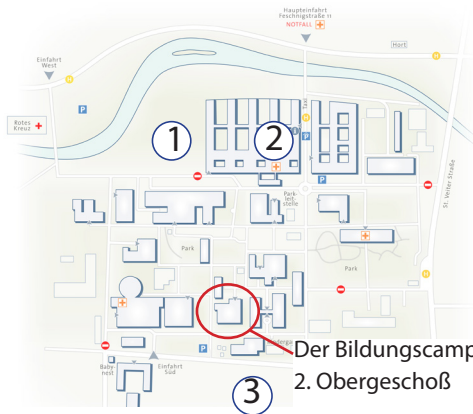 Haupteinfahrt
Feschnigstraße 11
NOTFALL
Hort
H
Einfahrt
West
H
P
Rotes
Kreuz
1
2
Taxi
H
i
P
P
St. Veiter Straße
Park-
leit-
stelle
Park
Park
H
P
Baby-
nest
Einfahrt
Süd
3
Der Bildungscamp
2. Obergeschoß